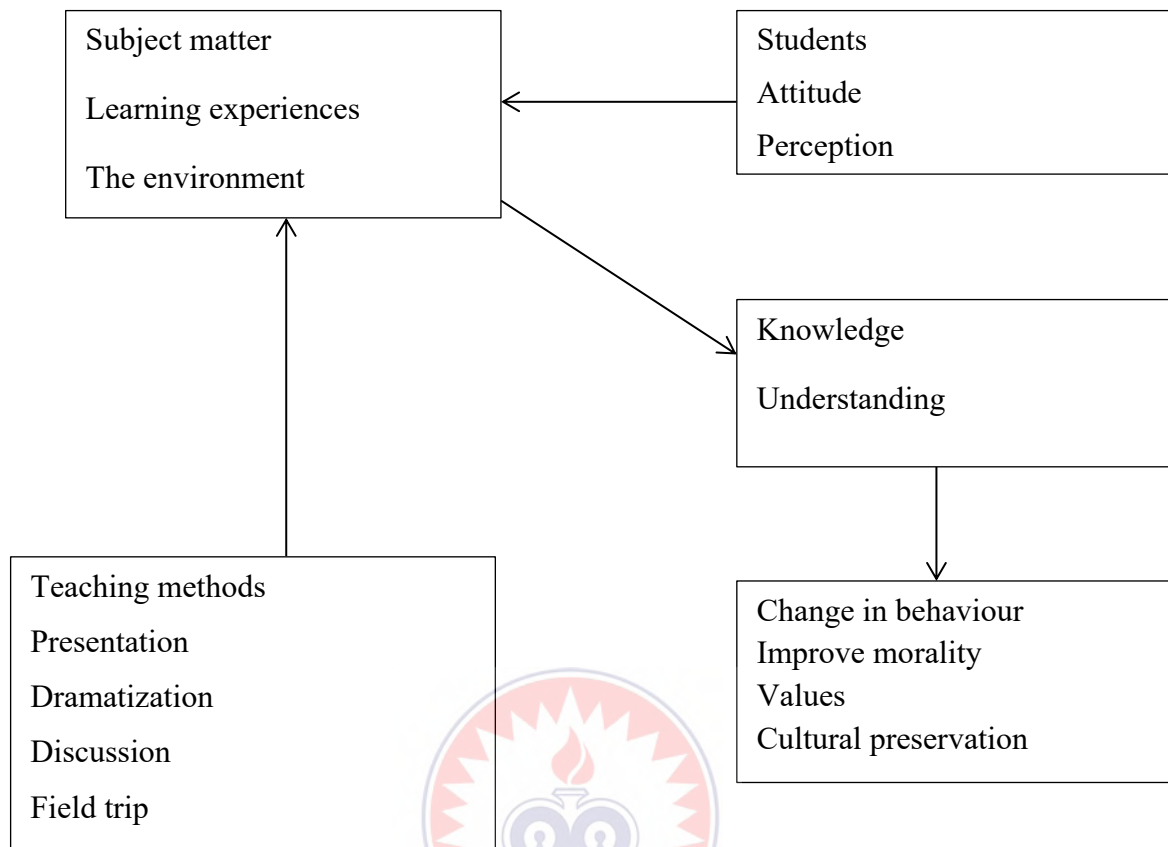 Subject matter
Learning experiences
The environment
Students
Attitude
Perception
Knowledge
Understanding
Teaching methods
Presentation
Dramatization
Discussion
Field trip
Change in behaviour
Improve morality
Values
Cultural preservation